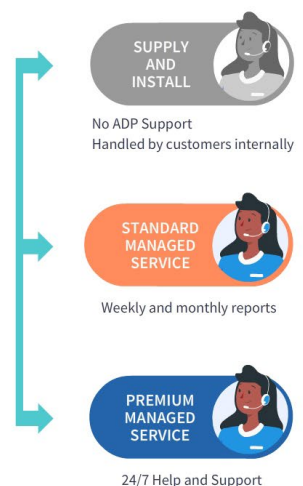 SUPPLY
AND
INSTALL
No ADP Support
Handled by customers internally
STANDARD
MANAGED
SERVICE
Weekly and monthly reports
PREMIUM
MANAGED
SERVICE
24/7 Help and Support